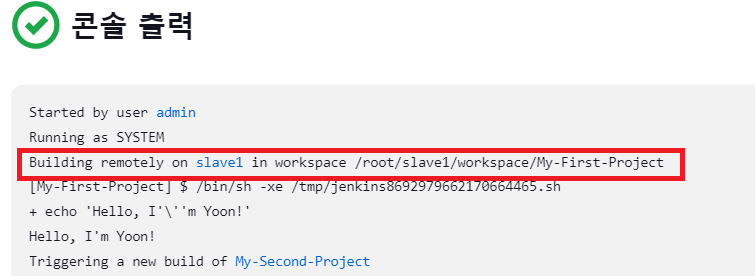 콘솔 출력
Started by user admin
Running as SYSTEM
Building remotely on slave1 in workspace /root/slave1/workspace/My-First-Project
[My-First-Project] $ /bin/sh -xe /tmp/jenkins8692979662170664465.sh
+ echo 'Hello, I'\''m Yoon!'
Hello, I'm Yoon!
Triggering a new build of My-Second-Project